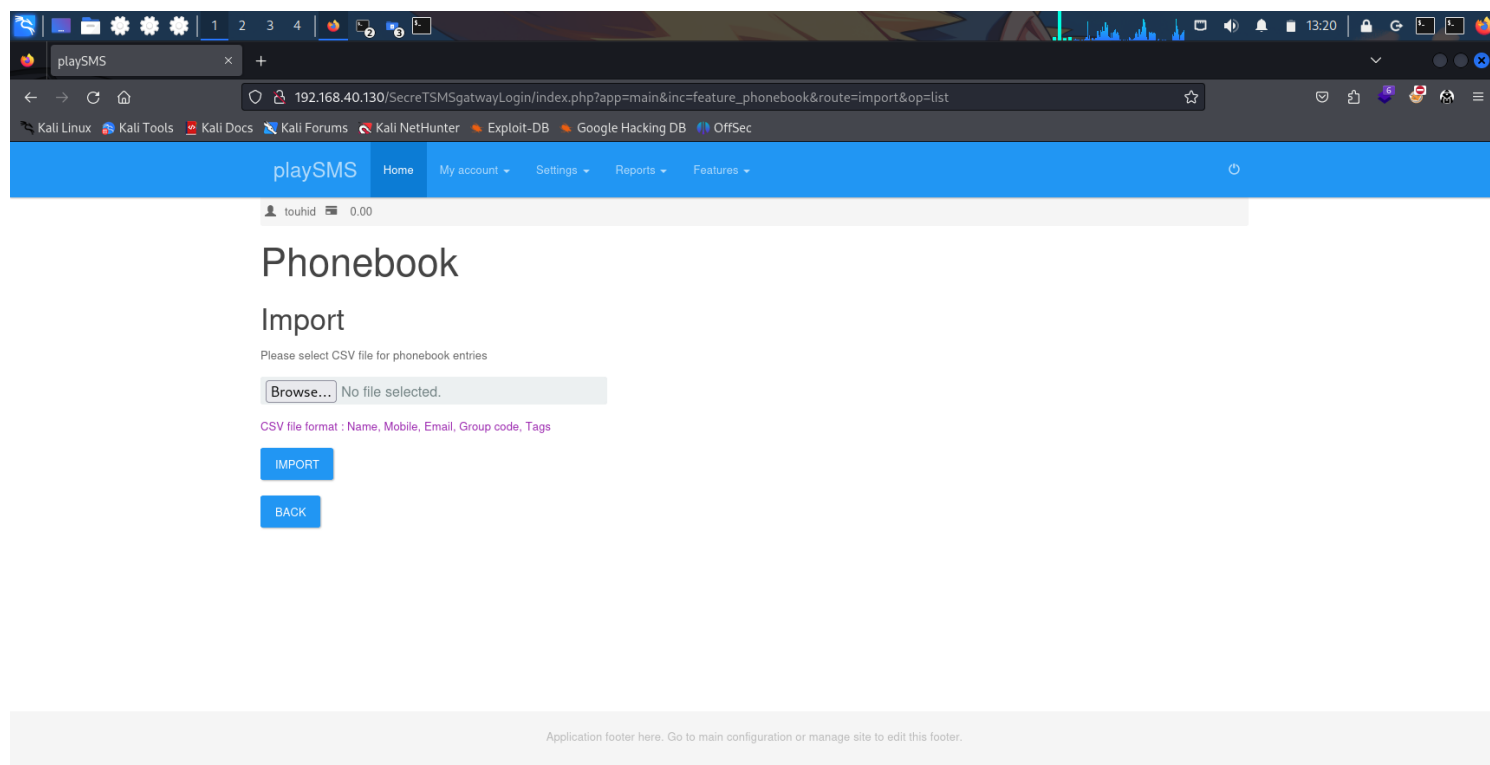 1 2 3 4 2 3 13:20
playSMS × +
192.168.40.130/SecreTSMSgatwayLogin/index.php?app=main&inc=feature_phonebook&route=import&op=list 6
Kali Linux Kali Tools Kali Docs Kali Forums Kali NetHunter Exploit-DB Google Hacking DB OffSec
playSMS Home My account Settings Reports Features
touhid 0.00
Phonebook
Import
Please select CSV file for phonebook entries
Browse... No file selected.
CSV file format : Name, Mobile, Email, Group code, Tags
IMPORT
BACK
Application footer here. Go to main configuration or manage site to edit this footer.